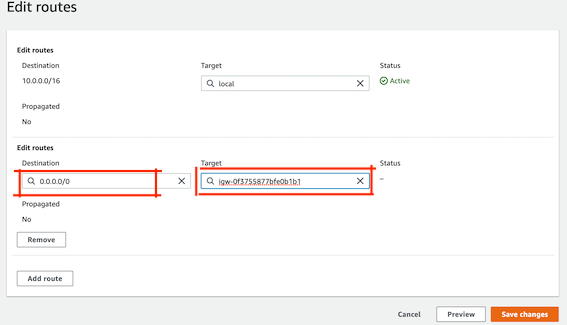 Edit routes
Edit routes
Destination Target Status
10.0.0.0/16 local Active
Propagated
No
Edit routes
Destination Target Status
0.0.0.0/0 igw-0f3755877bfe0b1b1 –
Propagated
No
Remove
Add route
Cancel Preview Save changes